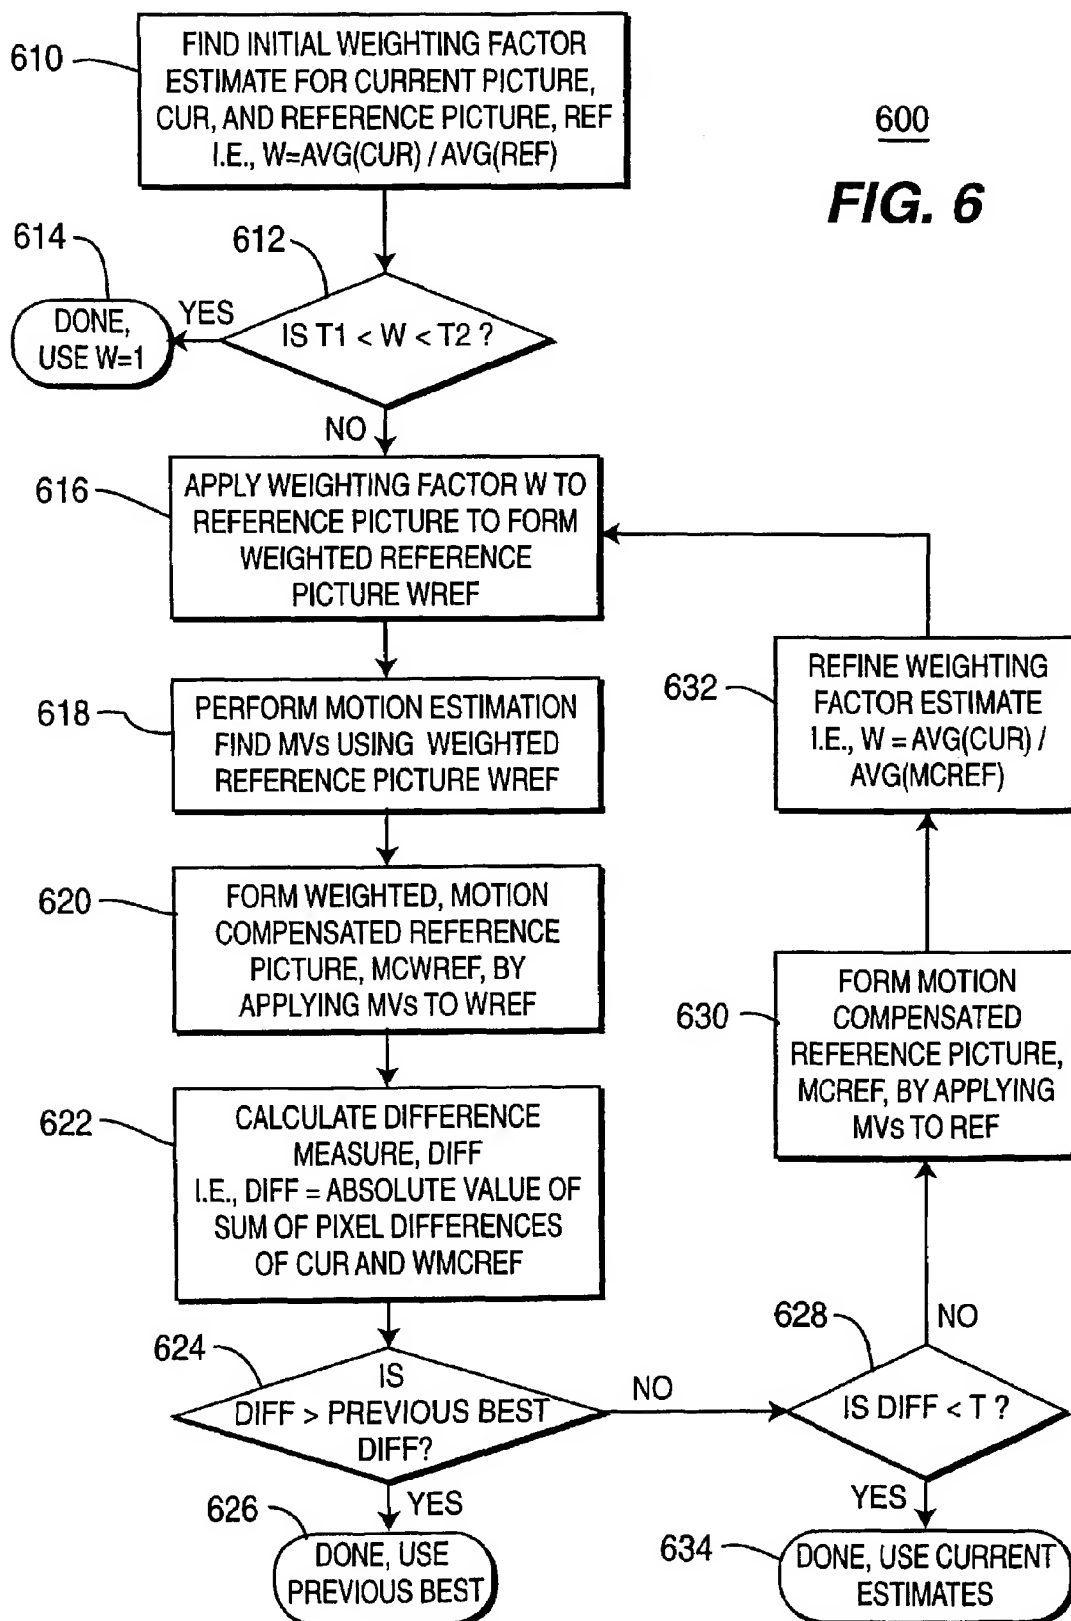 610
FIND INITIAL WEIGHTING FACTOR
ESTIMATE FOR CURRENT PICTURE,
CUR, AND REFERENCE PICTURE, REF
I.E., W=AVG(CUR) / AVG(REF)
600
FIG. 6
614
612
DONE,
USE W=1
YES
IS T1 < W < T2 ?
NO
616
APPLY WEIGHTING FACTOR W TO
REFERENCE PICTURE TO FORM
WEIGHTED REFERENCE
PICTURE WREF
618
PERFORM MOTION ESTIMATION
FIND MVs USING WEIGHTED
REFERENCE PICTURE WREF
632
REFINE WEIGHTING
FACTOR ESTIMATE
I.E., W = AVG(CUR) /
AVG(MCREF)
620
FORM WEIGHTED, MOTION
COMPENSATED REFERENCE
PICTURE, MCWREF, BY
APPLYING MVs TO WREF
630
FORM MOTION
COMPENSATED
REFERENCE PICTURE,
MCREF, BY APPLYING
MVs TO REF
622
CALCULATE DIFFERENCE
MEASURE, DIFF
I.E., DIFF = ABSOLUTE VALUE OF
SUM OF PIXEL DIFFERENCES
OF CUR AND WMCREF
624
IS
DIFF > PREVIOUS BEST
DIFF?
NO
628
NO
IS DIFF < T ?
YES
626
DONE, USE
PREVIOUS BEST
YES
634
DONE, USE CURRENT
ESTIMATES